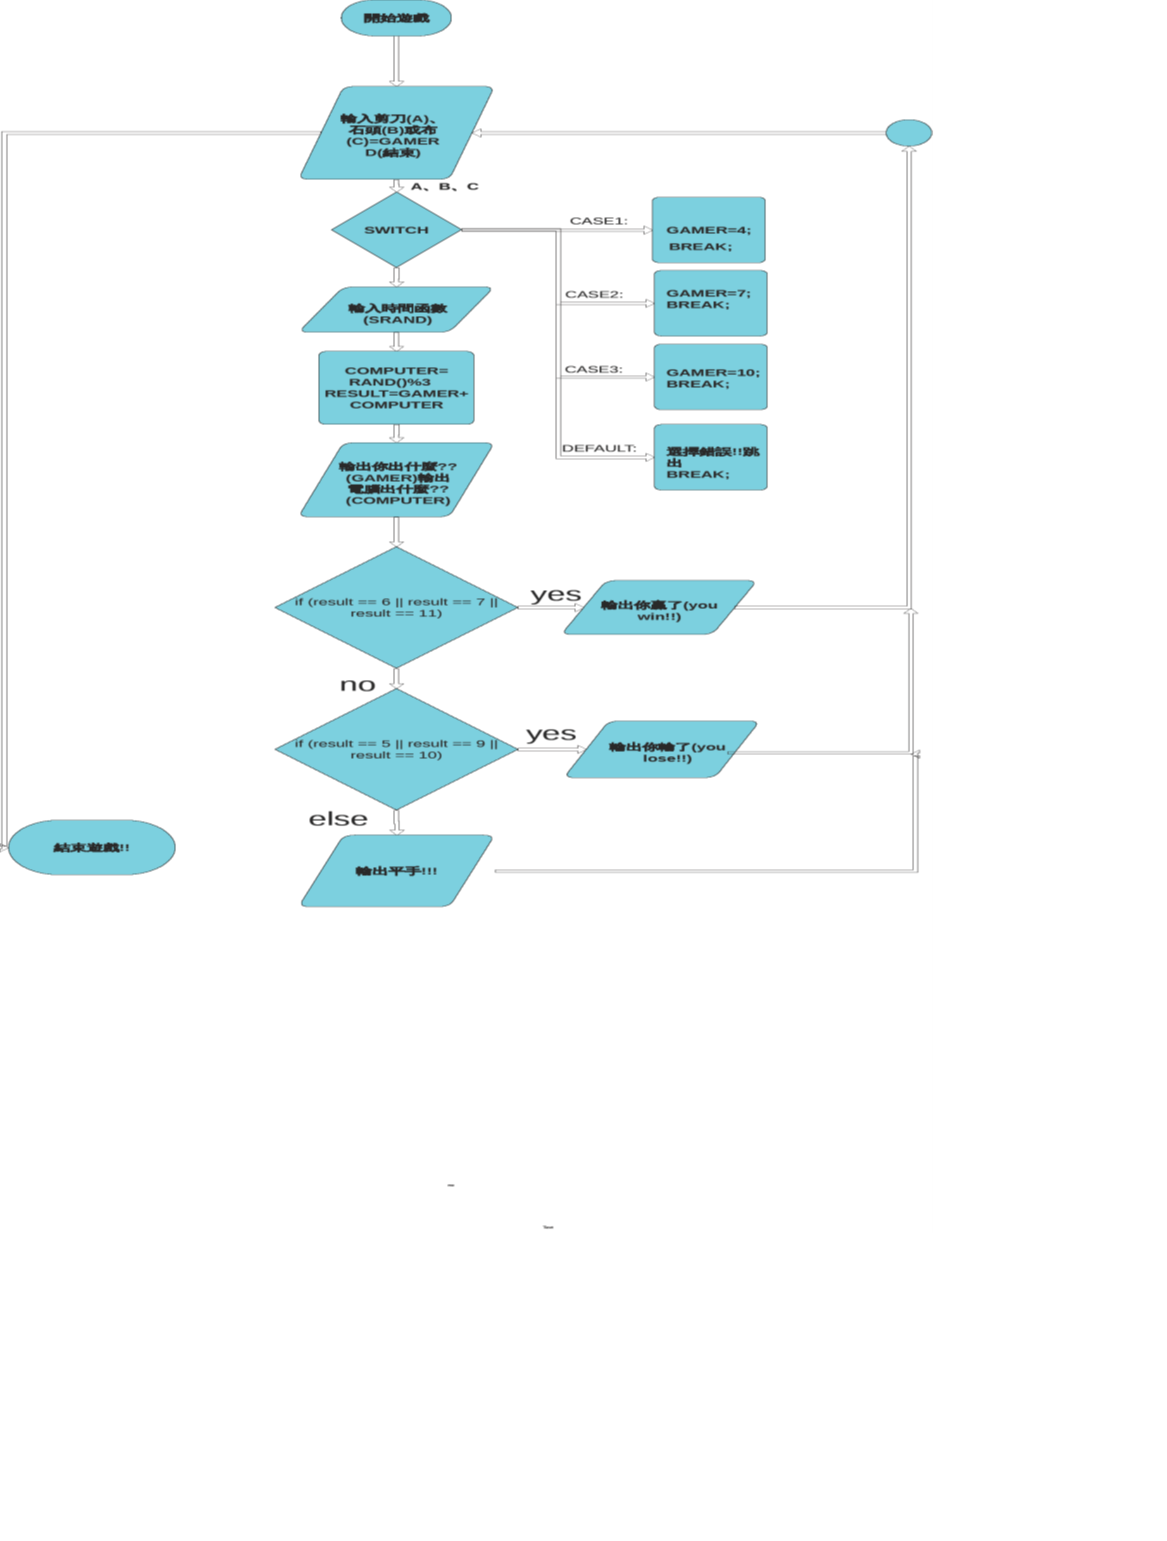 開始遊戲
輸入剪刀(A)、
石頭(B)或布
(C)=GAMER
D(結束)
A、B、C
SWITCH
CASE1:
GAMER=4;
BREAK;
CASE2:
GAMER=7;
BREAK;
CASE3:
GAMER=10;
BREAK;
DEFAULT:
選擇錯誤!!跳
出
BREAK;
輸入時間函數
(SRAND)
COMPUTER=
RAND()%3
RESULT=GAMER+
COMPUTER
輸出你出什麼??
(GAMER)輸出
電腦出什麼??
(COMPUTER)
if (result == 6 || result == 7 ||
result == 11)
yes
輸出你贏了(you
win!!)
no
if (result == 5 || result == 9 ||
result == 10)
yes
輸出你輸了(you
lose!!)
else
輸出平手!!!
結束遊戲!!